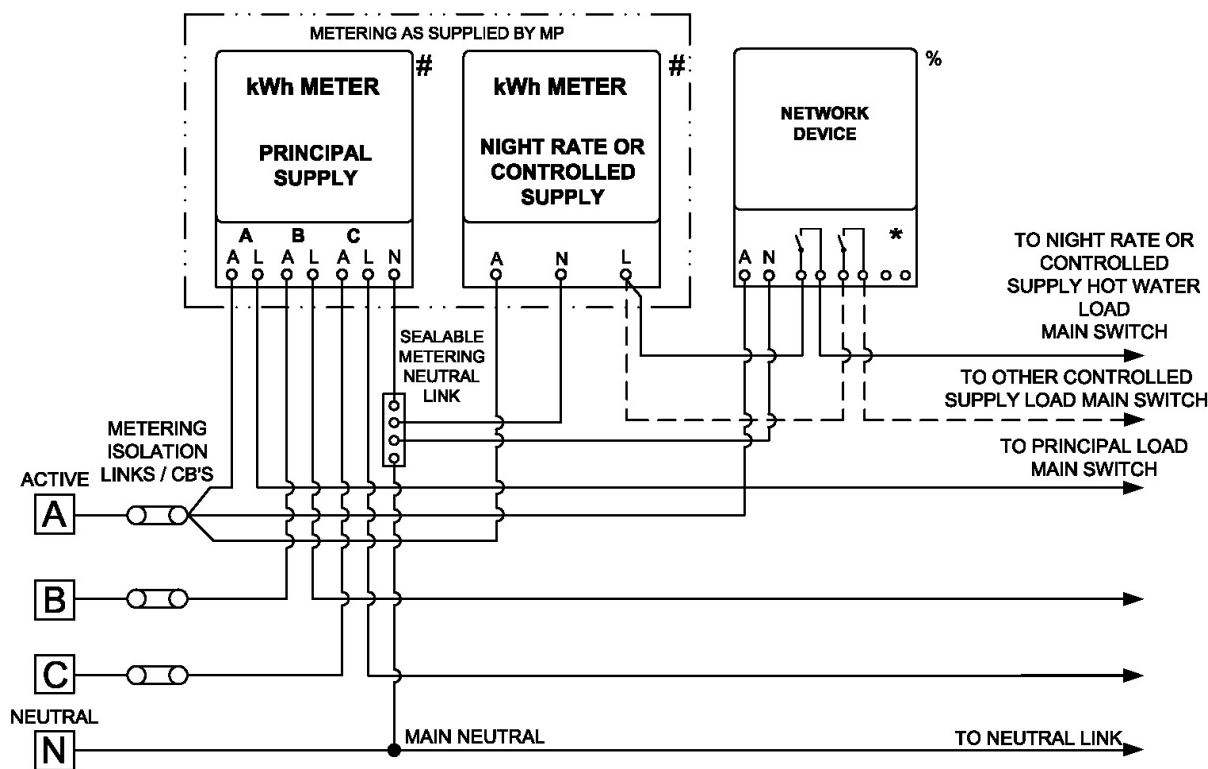 METERING AS SUPPLIED BY MP
kWh METER
PRINCIPAL
SUPPLY
#
A B C
A L A L A L N
kWh METER
NIGHT RATE OR
CONTROLLED
SUPPLY
#
A N L
NETWORK
DEVICE
%
*
A N
TO NIGHT RATE OR
CONTROLLED
SUPPLY HOT WATER
LOAD
MAIN SWITCH
SEALABLE
METERING
NEUTRAL
LINK
TO OTHER CONTROLLED
SUPPLY LOAD MAIN SWITCH
METERING
ISOLATION
LINKS / CB'S
TO PRINCIPAL LOAD
MAIN SWITCH
ACTIVE
A
B
C
NEUTRAL
N
MAIN NEUTRAL
TO NEUTRAL LINK